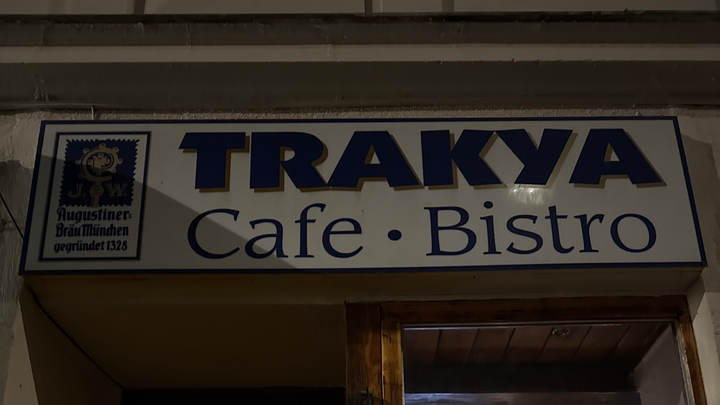 TRAKYA
Cafe • Bistro
J W
Augustiner-
Bräu München
gegründet 1328